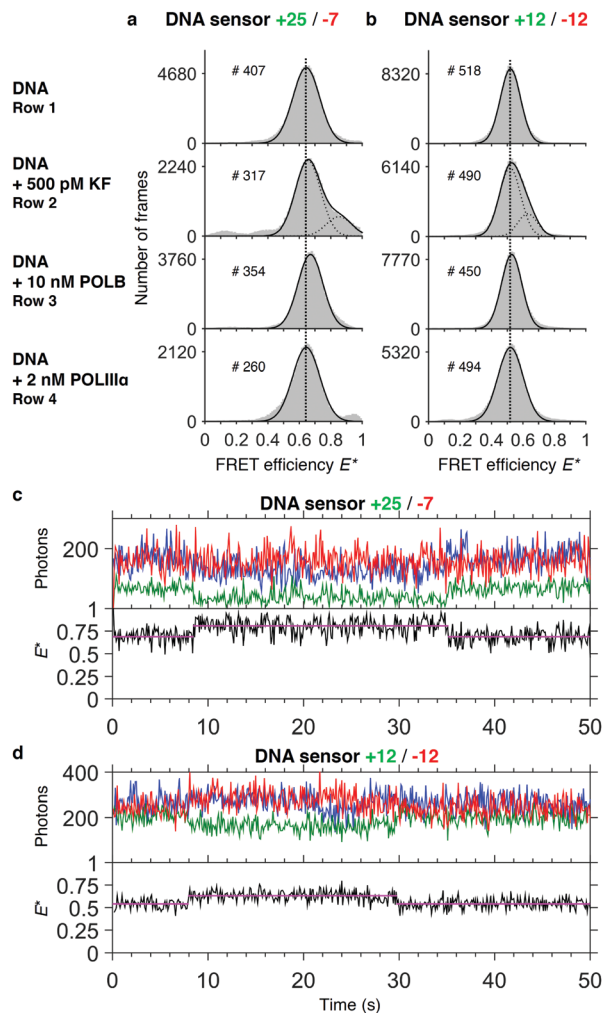 a DNA sensor +25 / -7 b DNA sensor +12 / -12
DNA
Row 1
4680
# 407
0
8320
# 518
0
DNA
+ 500 pM KF
Row 2
2240
# 317
0
6140
# 490
0
Number of frames
DNA
+ 10 nM POLB
Row 3
3760
# 354
0
7770
# 450
0
DNA
+ 2 nM POLIIIα
Row 4
2120
# 260
0
5320
# 494
0
0 0.2 0.4 0.6 0.8 1 0 0.2 0.4 0.6 0.8 1
FRET efficiency E* FRET efficiency E*
c DNA sensor +25 / -7
Photons
200
1
E*
0.75
0.5
0.25
0
0 10 20 30 40 50
d DNA sensor +12 / -12
Photons
400
200
1
E*
0.75
0.5
0.25
0
0 10 20 30 40 50
Time (s)